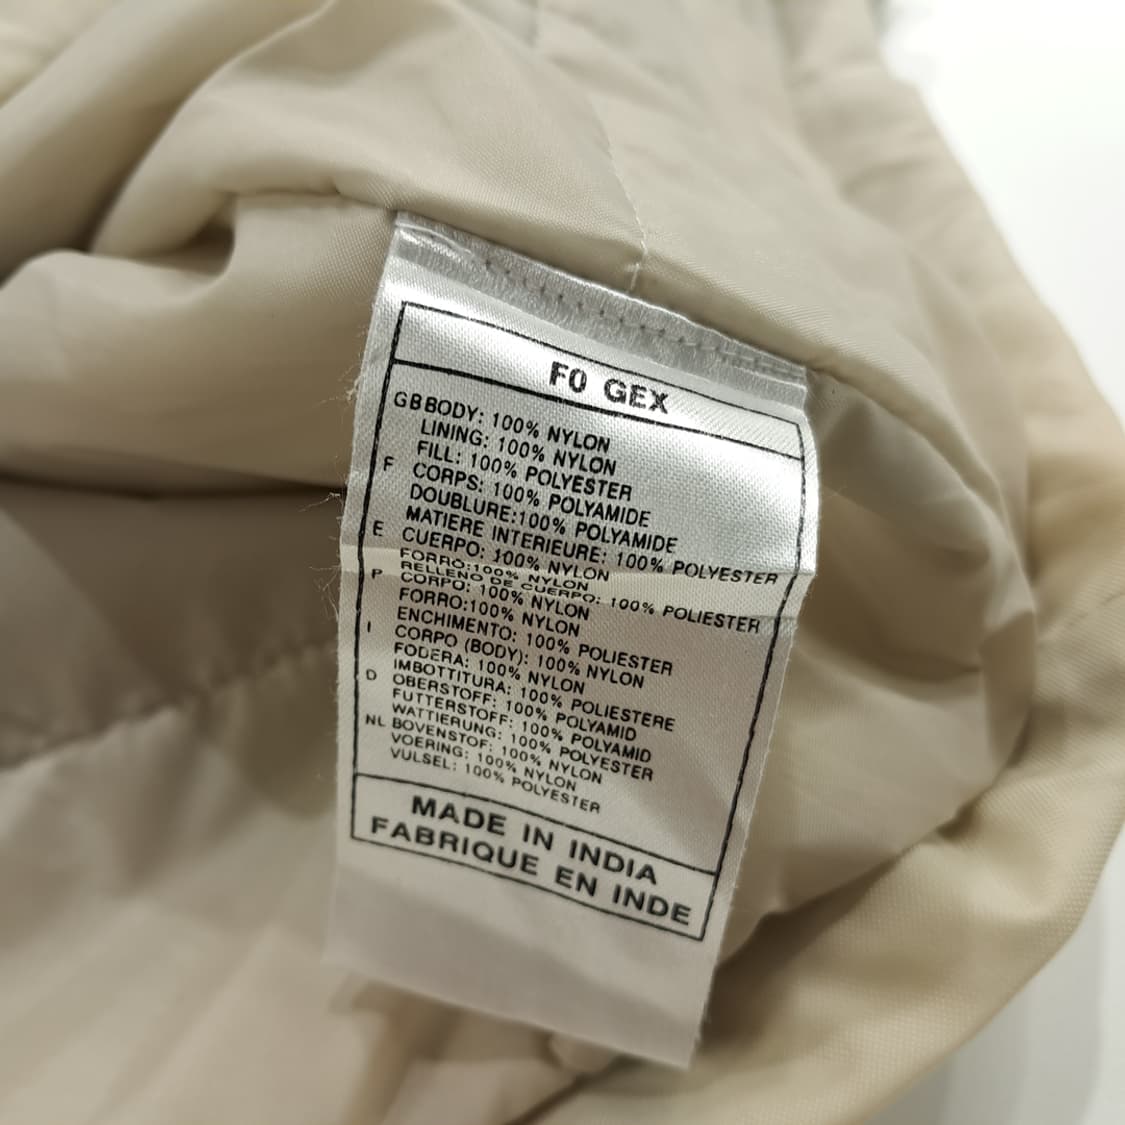 F0 GEX
GB BODY: 100% NYLON
LINING: 100% NYLON
FILL: 100% POLYESTER
F CORPS: 100% POLYAMIDE
DOUBLURE:100% POLYAMIDE
MATIERE INTERIEURE: 100% POLYESTER
E CUERPO: 100% NYLON
FORRO:100% NYLON
RELLENO DE CUERPO: 100% POLIESTER
P CORPO: 100% NYLON
FORRO:100% NYLON
ENCHIMENTO: 100% POLIESTER
I CORPO (BODY): 100% NYLON
FODERA: 100% NYLON
IMBOTTITURA: 100% POLIESTERE
D OBERSTOFF: 100% POLYAMID
FUTTERSTOFF: 100% POLYAMID
WATTIERUNG: 100% POLYESTER
NL BOVENSTOF: 100% NYLON
VOERING: 100% NYLON
VULSEL: 100% POLYESTER
MADE IN INDIA
FABRIQUE EN INDE